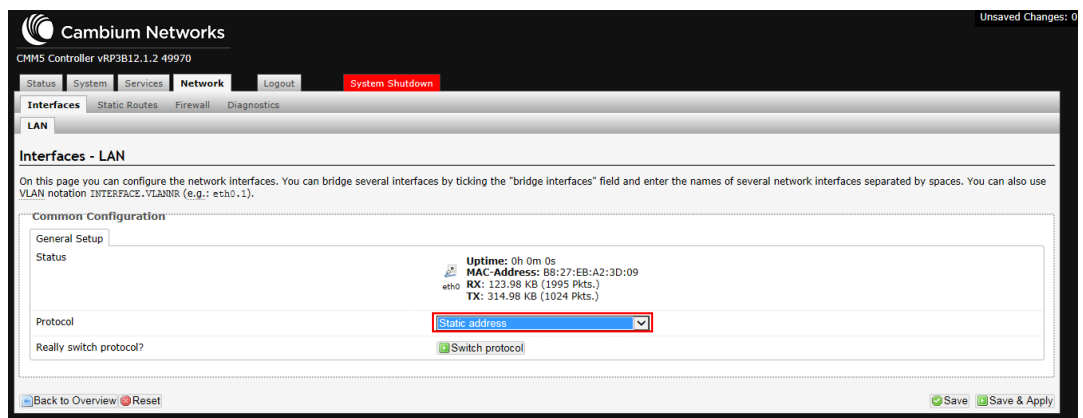 Unsaved Changes: 0
Cambium Networks
CMM5 Controller vRP3B12.1.2 49970
Status System Services Network Logout System Shutdown
Interfaces Static Routes Firewall Diagnostics
LAN
Interfaces - LAN
On this page you can configure the network interfaces. You can bridge several interfaces by ticking the "bridge interfaces" field and enter the names of several network interfaces separated by spaces. You can also use
VLAN notation INTERFACE.VLANNR (e.g.: eth0.1).
Common Configuration
General Setup
Status
Uptime: 0h 0m 0s
MAC-Address: B8:27:EB:A2:3D:09
eth0 RX: 123.98 KB (1995 Pkts.)
TX: 314.98 KB (1024 Pkts.)
Protocol Static address
Really switch protocol? Switch protocol
Back to Overview Reset Save Save & Apply